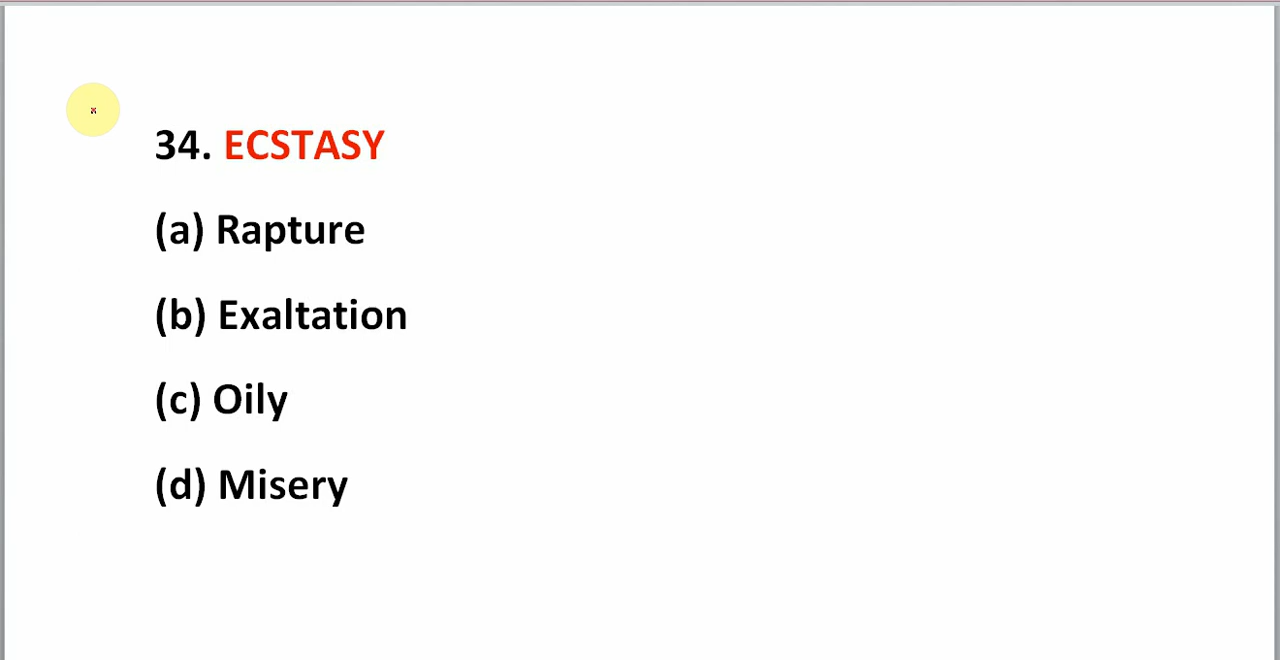 34. ECSTASY
(a) Rapture
(b) Exaltation
(c) Oily
(d) Misery